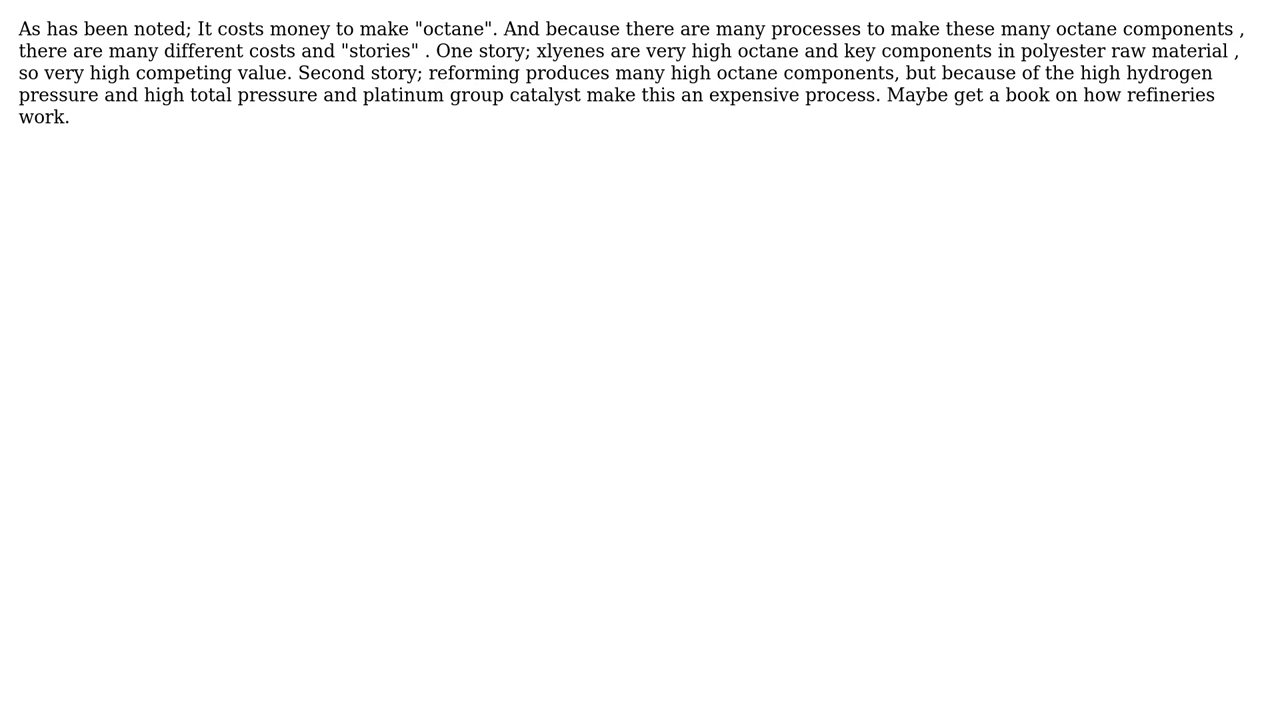 As has been noted; It costs money to make "octane". And because there are many processes to make these many octane components ,
there are many different costs and "stories" . One story; xlyenes are very high octane and key components in polyester raw material ,
so very high competing value. Second story; reforming produces many high octane components, but because of the high hydrogen
pressure and high total pressure and platinum group catalyst make this an expensive process. Maybe get a book on how refineries
work.